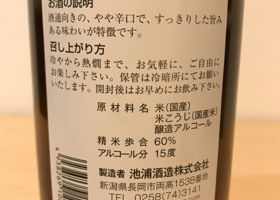 お酒の説明
酒通向きの、やや辛口で、すっきりした旨み
ある味わいが特徴です。
召し上がり方
冷やから熱燗まで、お気軽に、ご自由に
お楽しみ下さい。保管は冷暗所にてお願い
いたします。開封後はお早めにお飲み下さい。
原材料名 米(国産)
米こうじ(国産米)
醸造アルコール
精米歩合 60%
アルコール分 15度
製造者 池浦酒造株式会社
新潟県長岡市両高1538番地
TEL 0258(74)3141